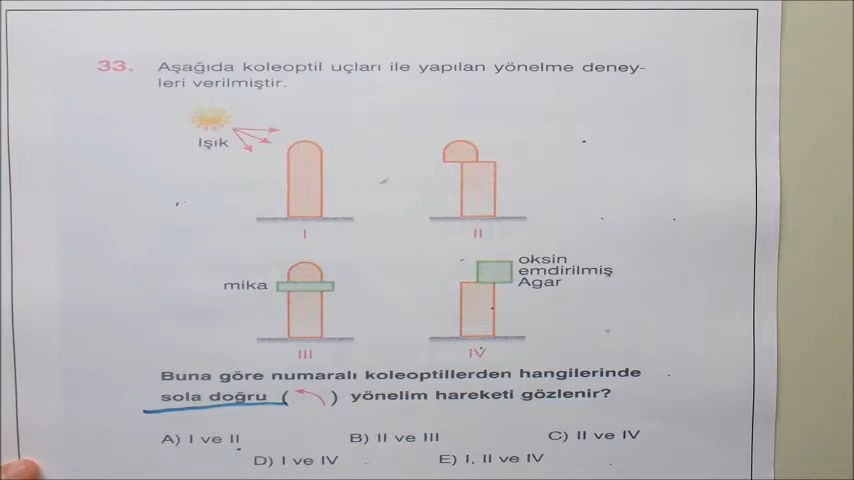 33. Aşağıda koleoptil uçları ile yapılan yönelme deney-
leri verilmiştir.
Işık
I
II
mika
oksin
emdirilmiş
Agar
III
IV
Buna göre numaralı koleoptillerden hangilerinde
sola doğru ( ) yönelim hareketi gözlenir?
A) I ve II B) II ve III C) II ve IV
D) I ve IV E) I, II ve IV